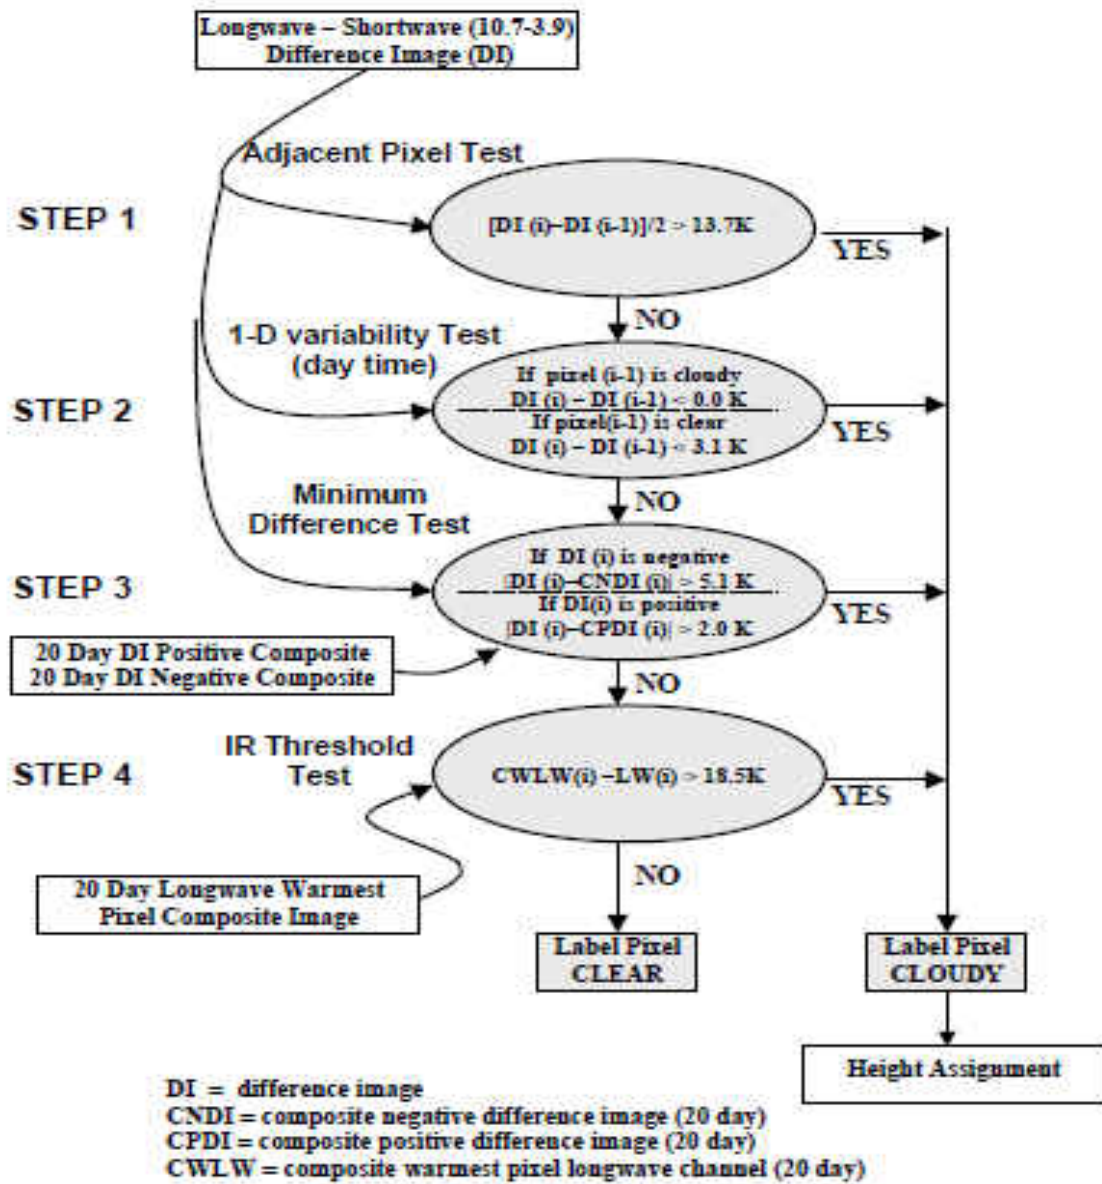 Longwave – Shortwave (10.7-3.9)
Difference Image (DI)
Adjacent Pixel Test
STEP 1
[DI (i)–DI (i-1)]/2 > 13.7K
YES
NO
1-D variability Test
(day time)
STEP 2
If pixel (i-1) is cloudy
DI (i) – DI (i-1) < 0.0 K
If pixel(i-1) is clear
DI (i) – DI (i-1) < 3.1 K
YES
NO
Minimum
Difference Test
STEP 3
If DI (i) is negative
|DI (i)–CNDI (i)| > 5.1 K
If DI(i) is positive
|DI (i)–CPDI (i)| > 2.0 K
YES
20 Day DI Positive Composite
20 Day DI Negative Composite
NO
IR Threshold
Test
STEP 4
CWLW(i) –LW(i) > 18.5K
YES
NO
20 Day Longwave Warmest
Pixel Composite Image
Label Pixel
CLEAR
Label Pixel
CLOUDY
Height Assignment
DI = difference image
CNDI = composite negative difference image (20 day)
CPDI = composite positive difference image (20 day)
CWLW = composite warmest pixel longwave channel (20 day)